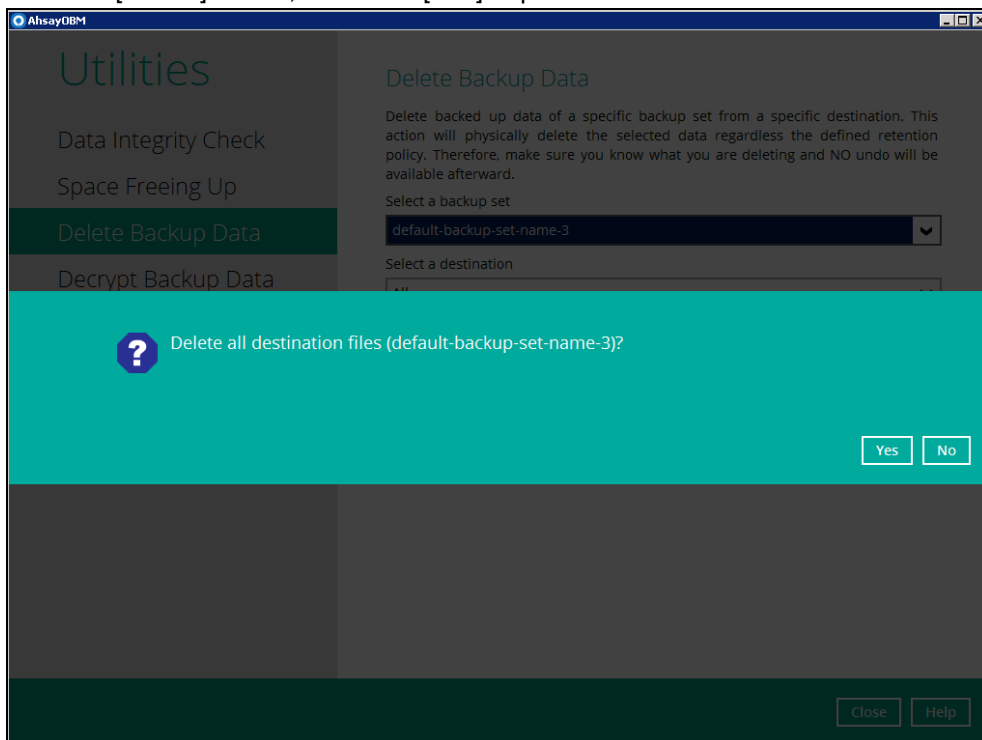 AhsayOBM
Utilities
Data Integrity Check
Space Freeing Up
Delete Backup Data
Decrypt Backup Data
Delete Backup Data
Delete backed up data of a specific backup set from a specific destination. This
action will physically delete the selected data regardless the defined retention
policy. Therefore, make sure you know what you are deleting and NO undo will be
available afterward.
Select a backup set
default-backup-set-name-3
Select a destination
Delete all destination files (default-backup-set-name-3)?
Yes No
Close Help